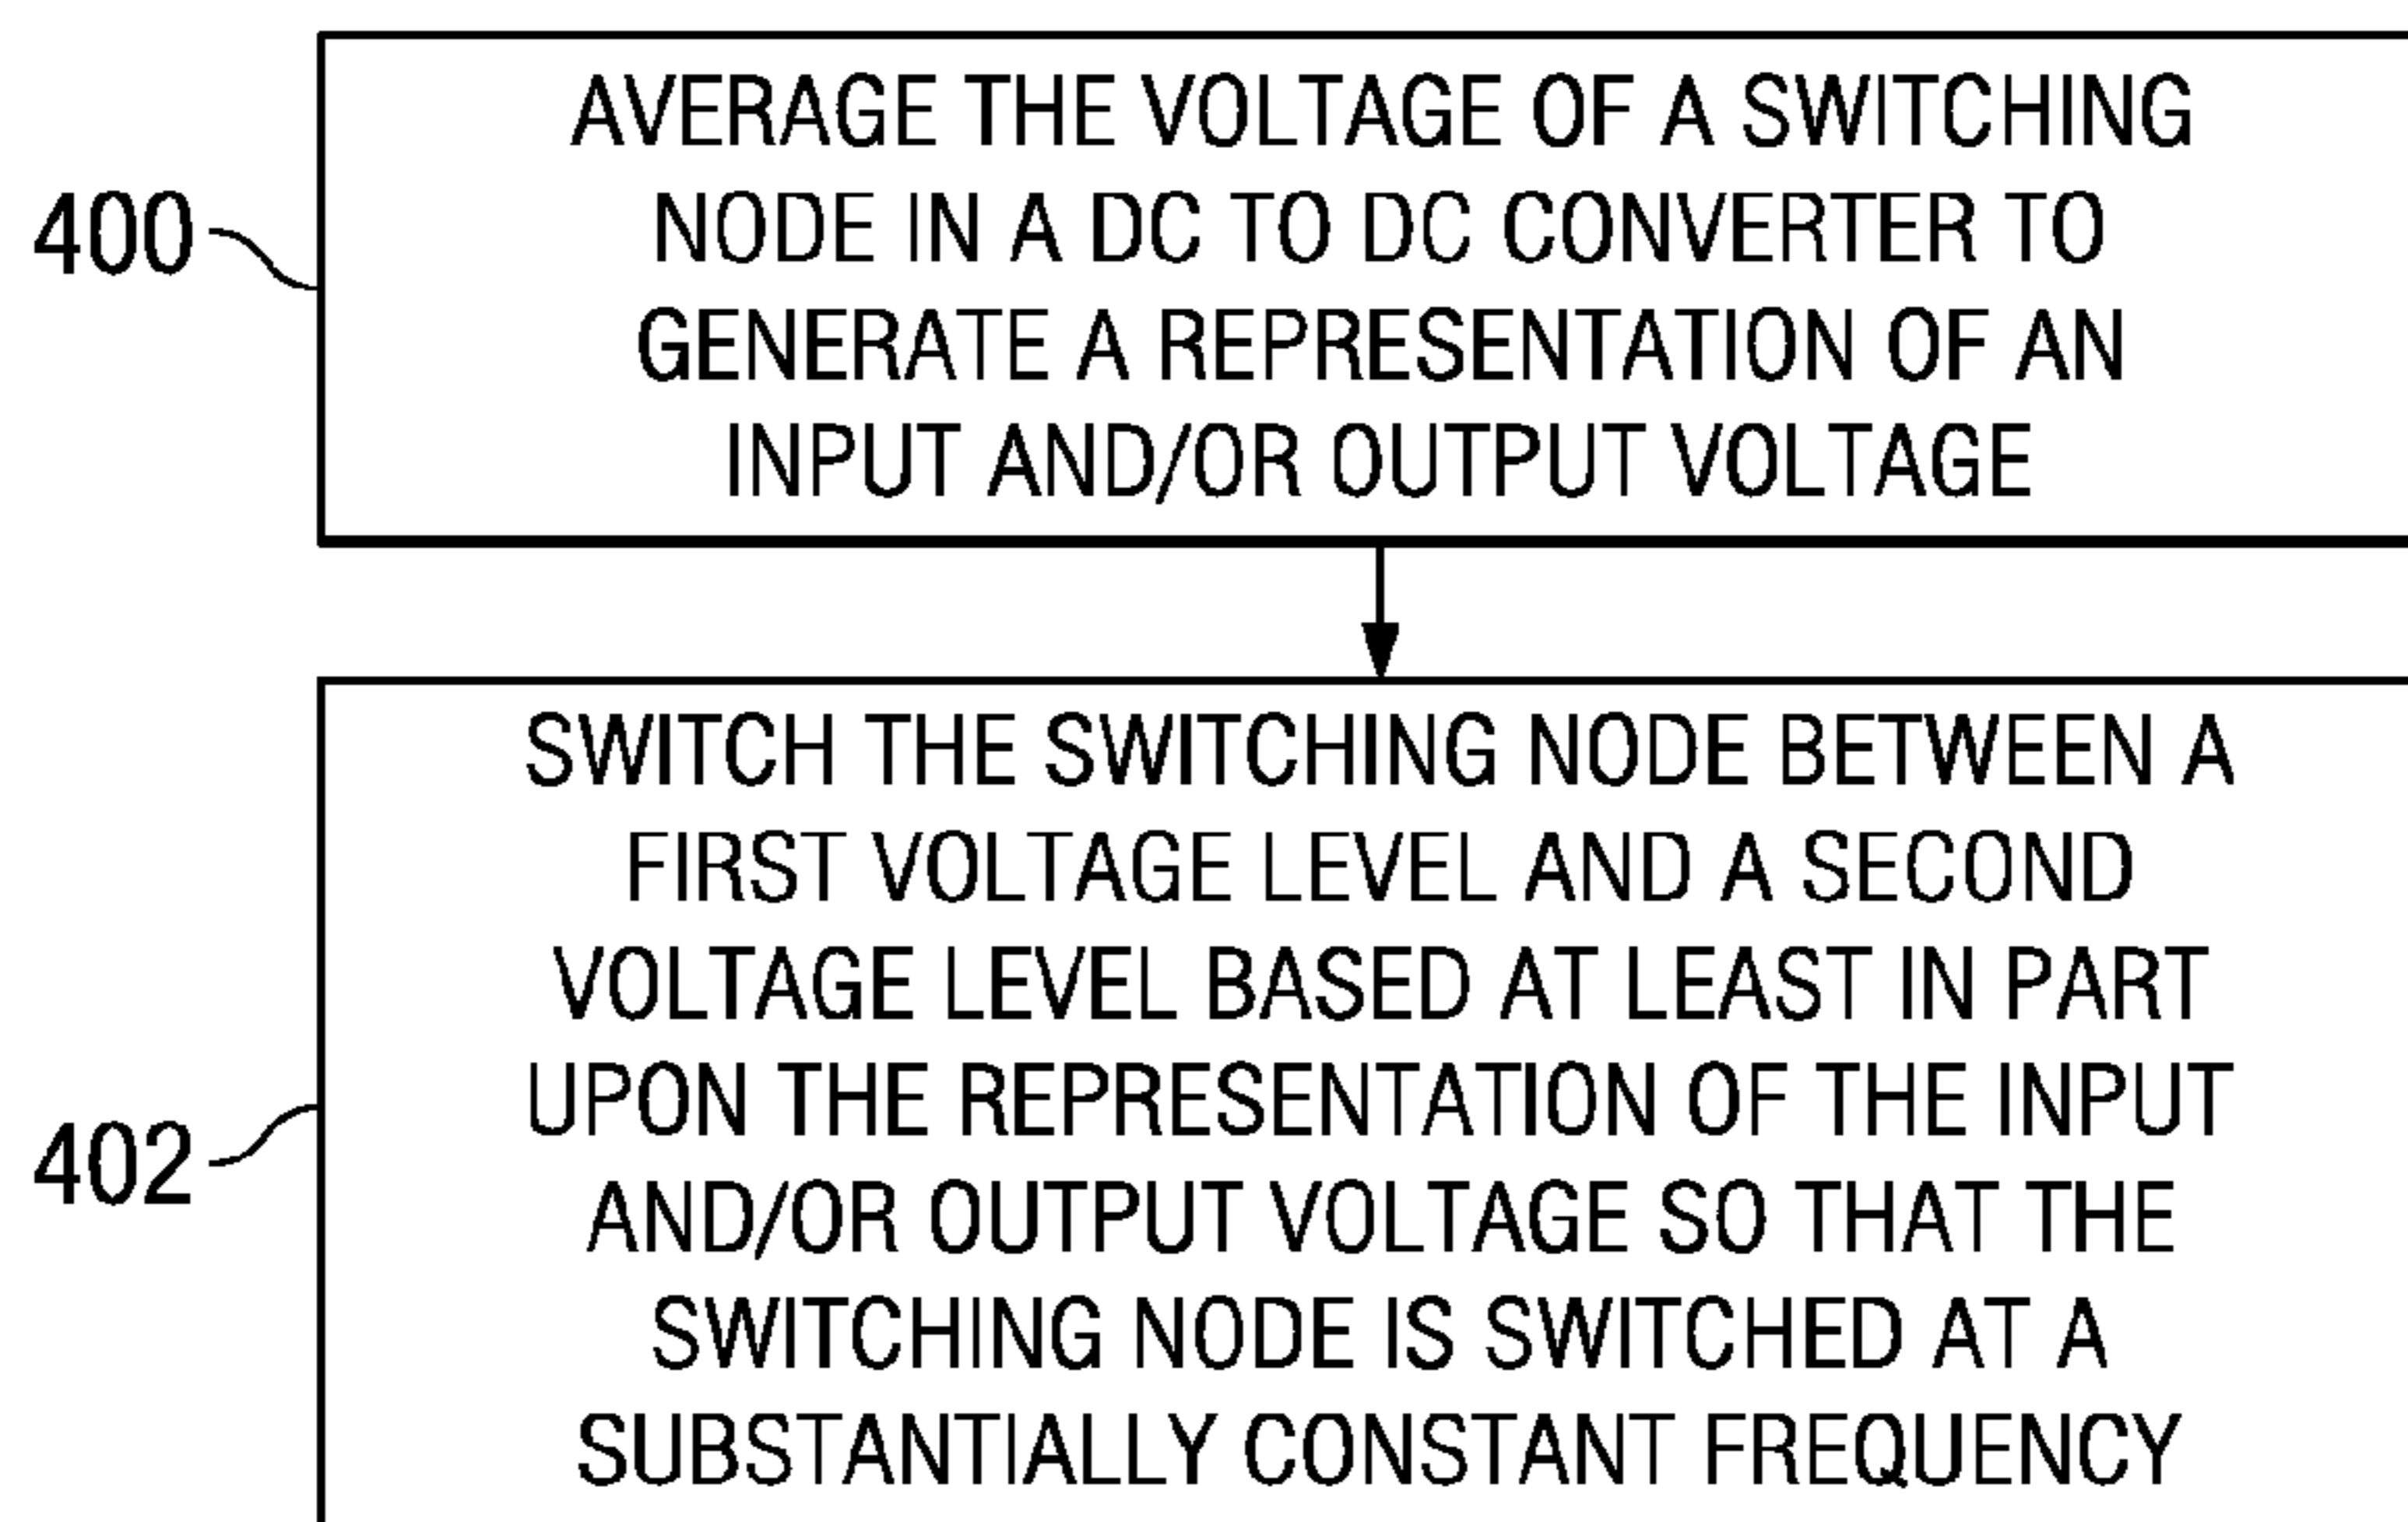 AVERAGE THE VOLTAGE OF A SWITCHING
NODE IN A DC TO DC CONVERTER TO
400
GENERATE A REPRESENTATION OF AN
INPUT AND/OR OUTPUT VOLTAGE
SWITCH THE SWITCHING NODE BETWEEN A
FIRST VOLTAGE LEVEL AND A SECOND
VOLTAGE LEVEL BASED AT LEAST IN PART
UPON THE REPRESENTATION OF THE INPUT
402
AND/OR OUTPUT VOLTAGE SO THAT THE
SWITCHING NODE IS SWITCHED AT A
SUBSTANTIALLY CONSTANT FREQUENCY